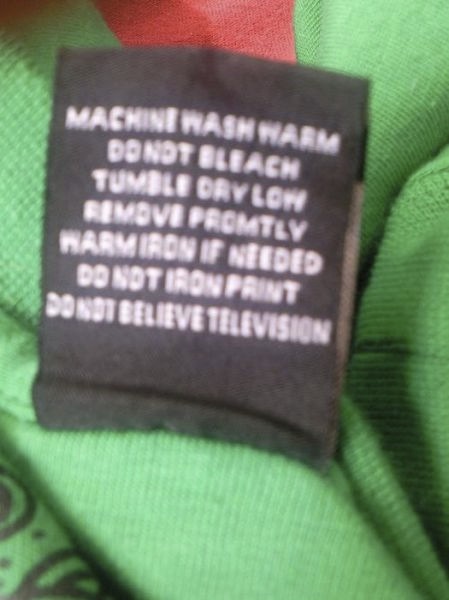 MACHINE WASH WARM
DO NOT BLEACH
TUMBLE DRY LOW
REMOVE PROMTLY
WARM IRON IF NEEDED
DO NOT IRON PRINT
DO NOT BELIEVE TELEVISION